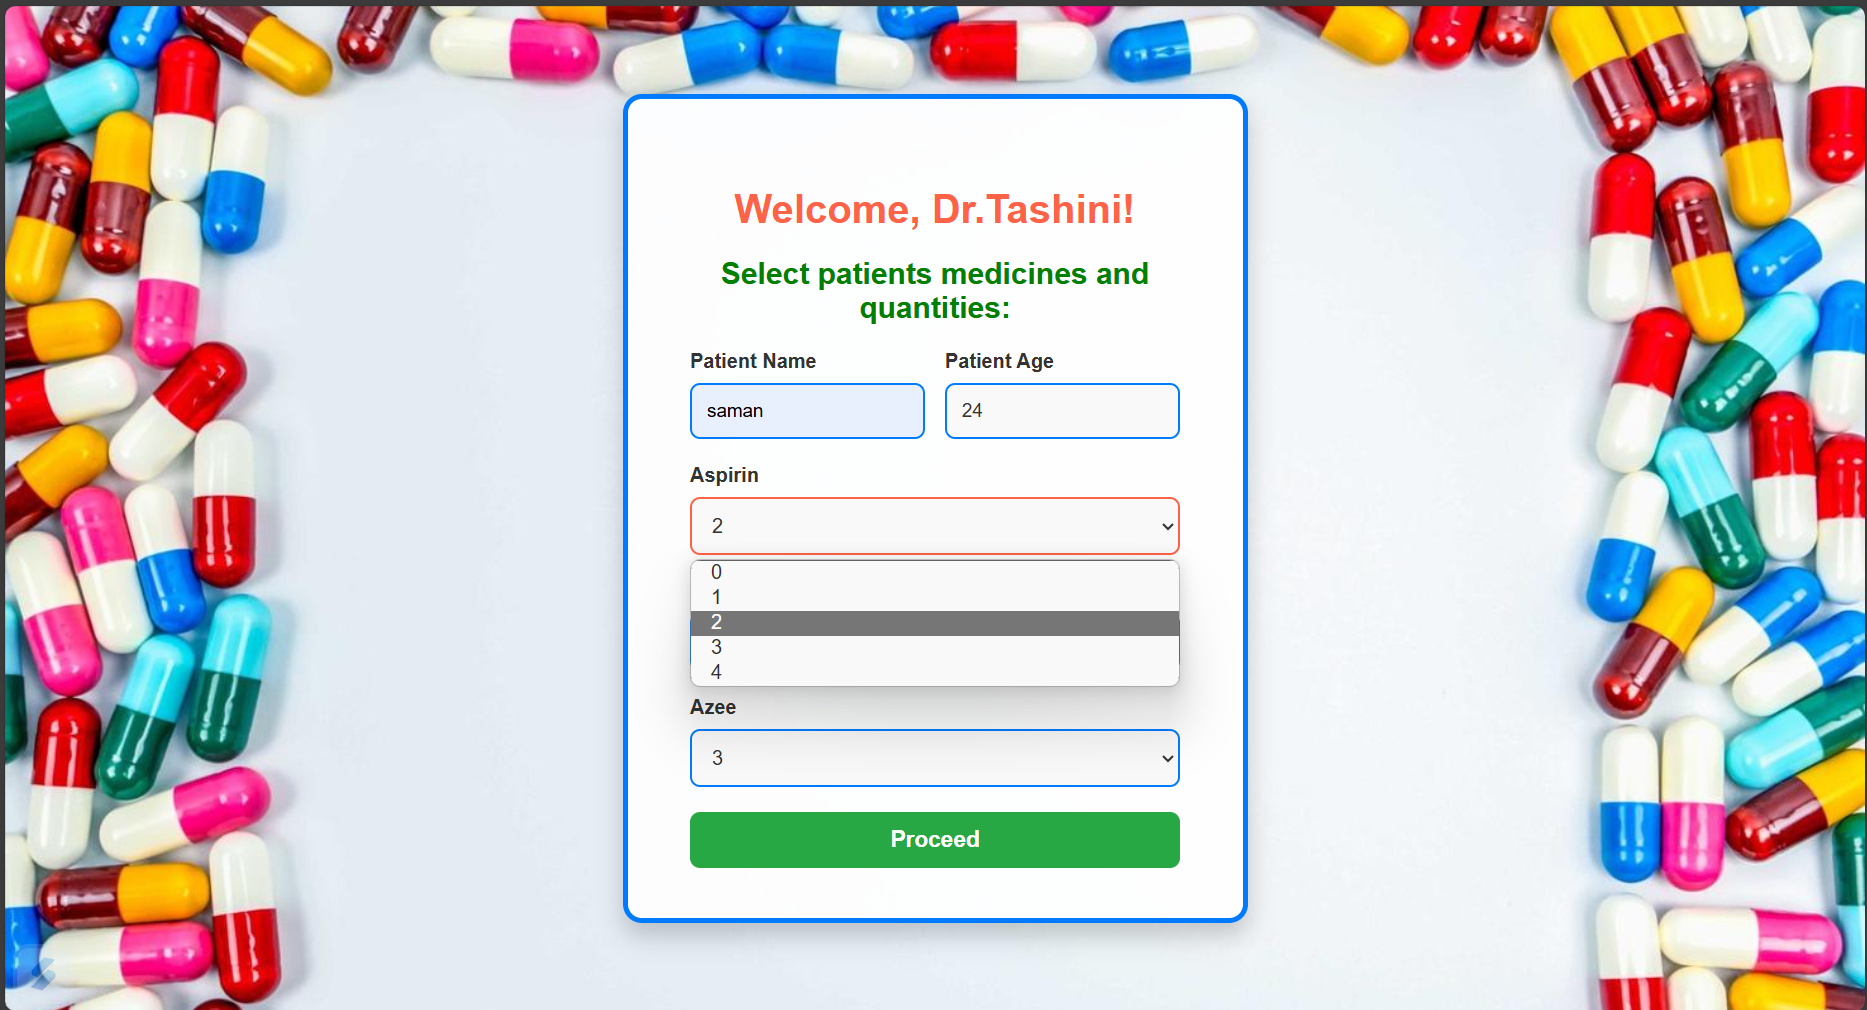 Welcome, Dr.Tashini!
Select patients medicines and
quantities:
Patient Name Patient Age
saman 24
Aspirin
2
0
1
2
3
4
Azee
3
Proceed